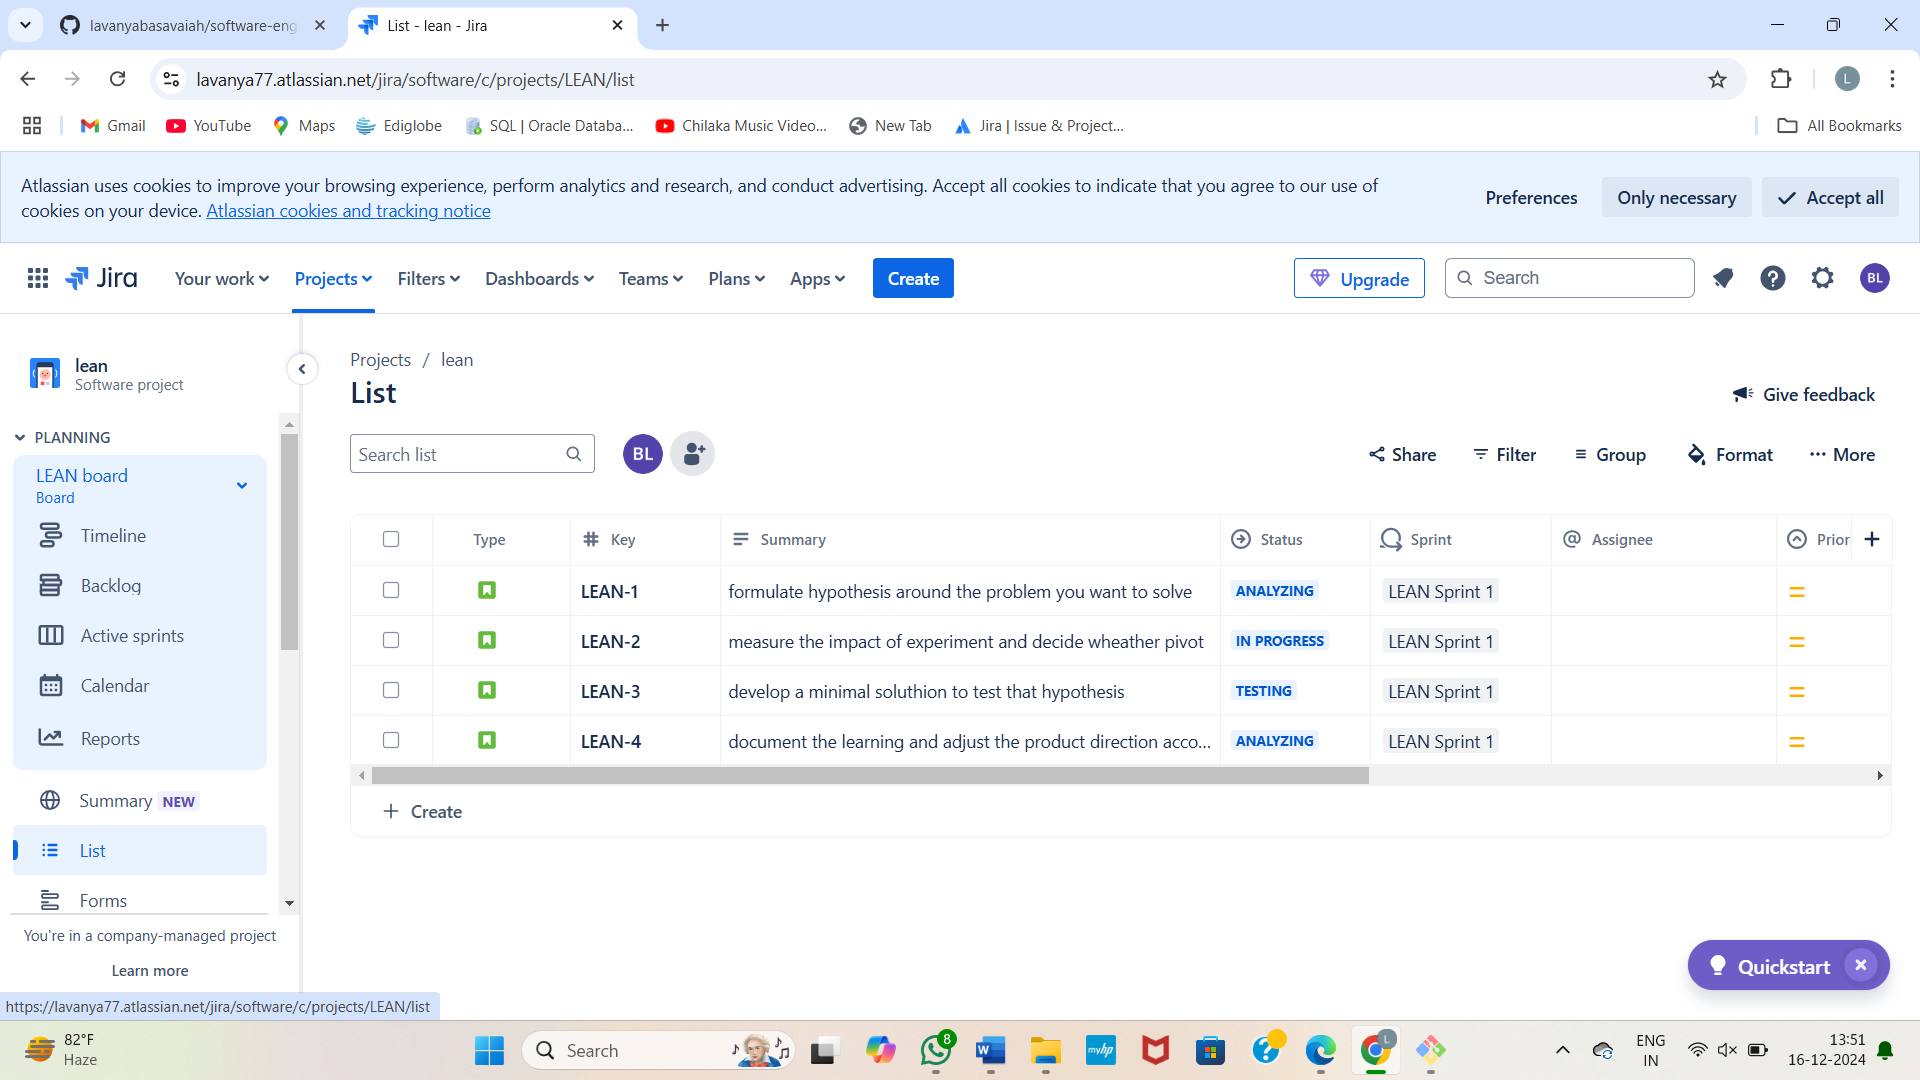 lavanyabasavaiah/software-eng
List - lean - Jira
lavanya77.atlassian.net/jira/software/c/projects/LEAN/list
L
Gmail
YouTube
Maps
Ediglobe
SQL | Oracle Databa...
Chilaka Music Video...
New Tab
Jira | Issue & Project...
All Bookmarks
Atlassian uses cookies to improve your browsing experience, perform analytics and research, and conduct advertising. Accept all cookies to indicate that you agree to our use of
cookies on your device. Atlassian cookies and tracking notice
Preferences
Only necessary
Accept all
Jira
Your work
Projects
Filters
Dashboards
Teams
Plans
Apps
Create
Upgrade
Search
BL
lean
Software project
PLANNING
LEAN board
Board
Timeline
Backlog
Active sprints
Calendar
Reports
Summary NEW
List
Forms
You're in a company-managed project
Learn more
https://lavanya77.atlassian.net/jira/software/c/projects/LEAN/list
Projects / lean
List
Give feedback
Search list
BL
Share
Filter
Group
Format
More
Type # Key Summary Status Sprint @ Assignee Prior
LEAN-1 formulate hypothesis around the problem you want to solve ANALYZING LEAN Sprint 1
LEAN-2 measure the impact of experiment and decide wheather pivot IN PROGRESS LEAN Sprint 1
LEAN-3 develop a minimal soluthion to test that hypothesis TESTING LEAN Sprint 1
LEAN-4 document the learning and adjust the product direction acco... ANALYZING LEAN Sprint 1
+ Create
Quickstart
82°F
Haze
Search
8
myhp
L
ENG
IN
13:51
16-12-2024